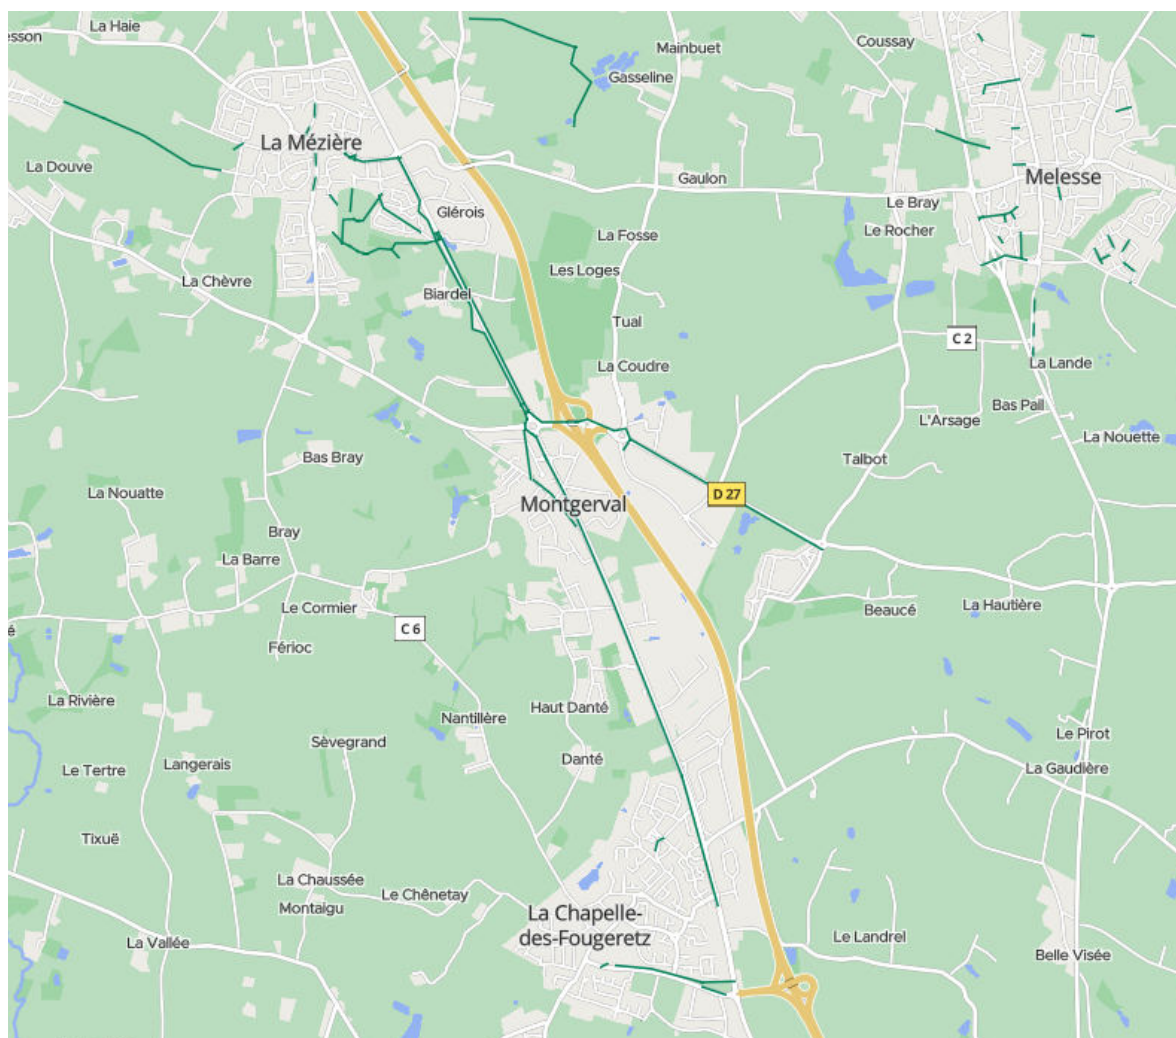 esson
La Haie
Coussay
Mainbuet
Gasseline
La Mézière
La Douve
Gaulon
Melesse
Le Bray
Glérois
Le Rocher
La Fosse
Les Loges
La Chèvre
Biardel
Tual
C 2
La Coudre
La Lande
Bas Pall
L'Arsage
La Nouette
Bas Bray
Talbot
La Nouatte
D 27
Montgerval
Bray
La Barre
Le Cormier
La Hautière
Beaucé
é
C 6
Férioc
La Rivière
Haut Danté
Nantillère
Le Pirot
Sèvegrand
Danté
Langerais
Le Tertre
La Gaudière
Tixuë
La Chaussée
Le Chênetay
Montaigu
La Chapelle-
des-Fougeretz
La Vallée
Le Landrel
Belle Visée